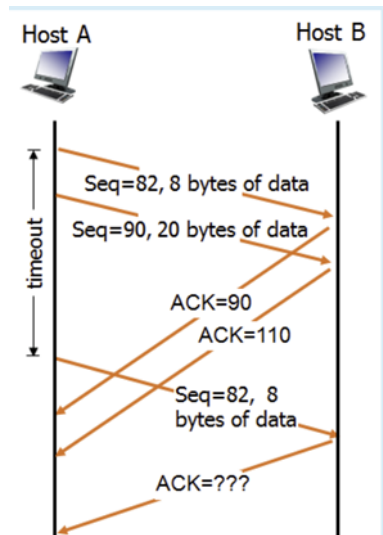 Host A
Host B
Seq=82, 8 bytes of data
Seq=90, 20 bytes of data
timeout
ACK=90
ACK=110
Seq=82, 8
bytes of data
ACK=???